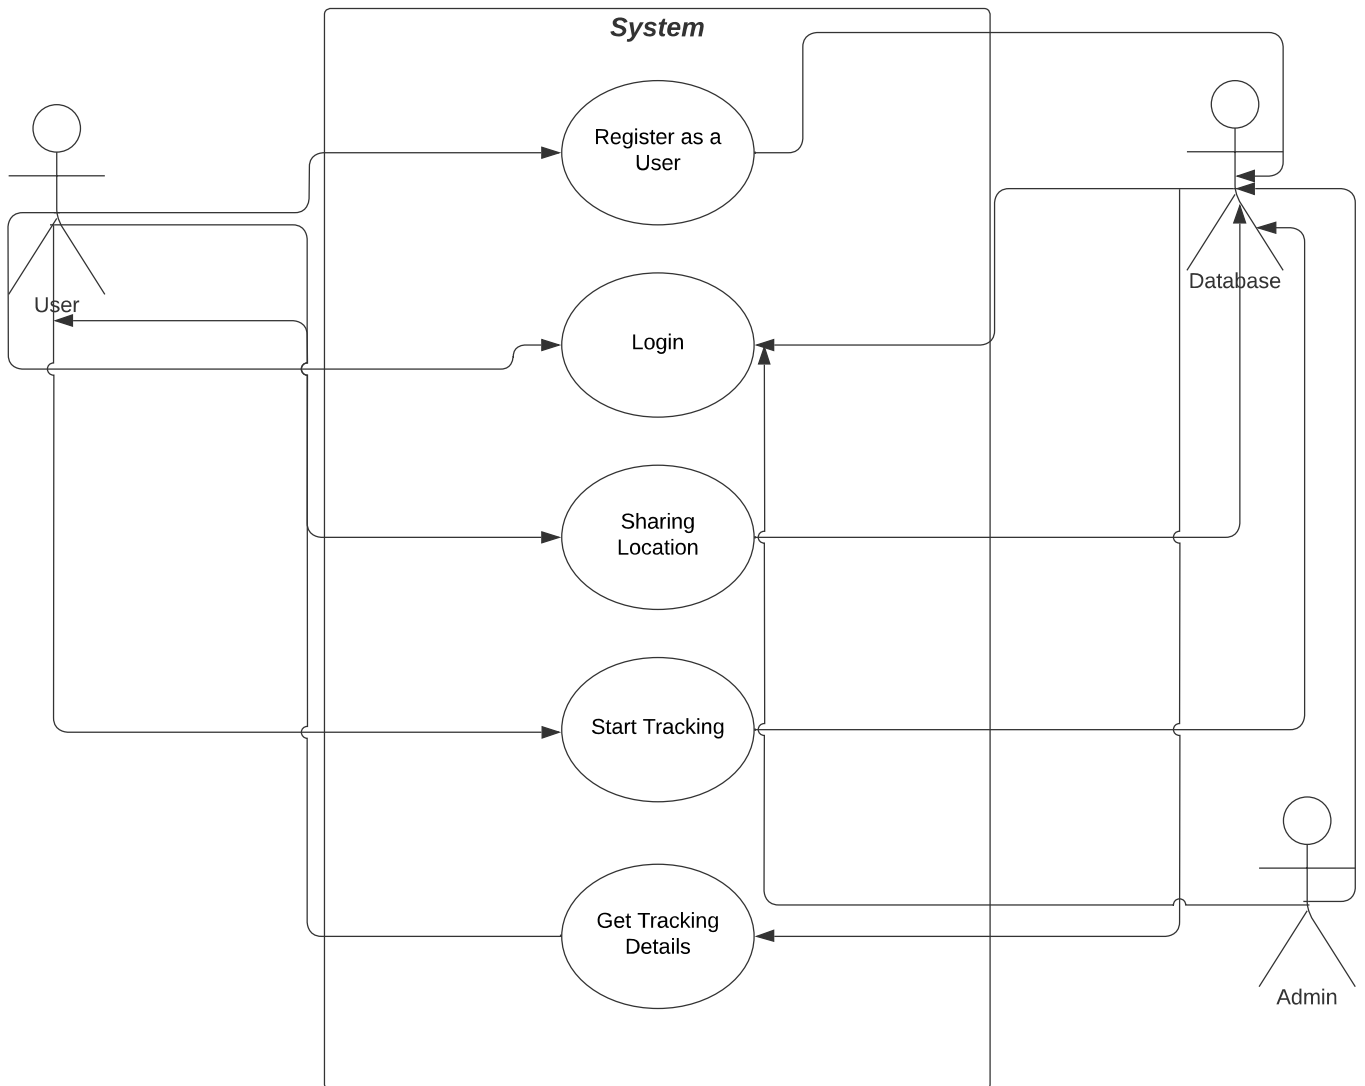 System
Register as a
User
User
Database
Login
Sharing
Location
Start Tracking
Get Tracking
Details
Admin